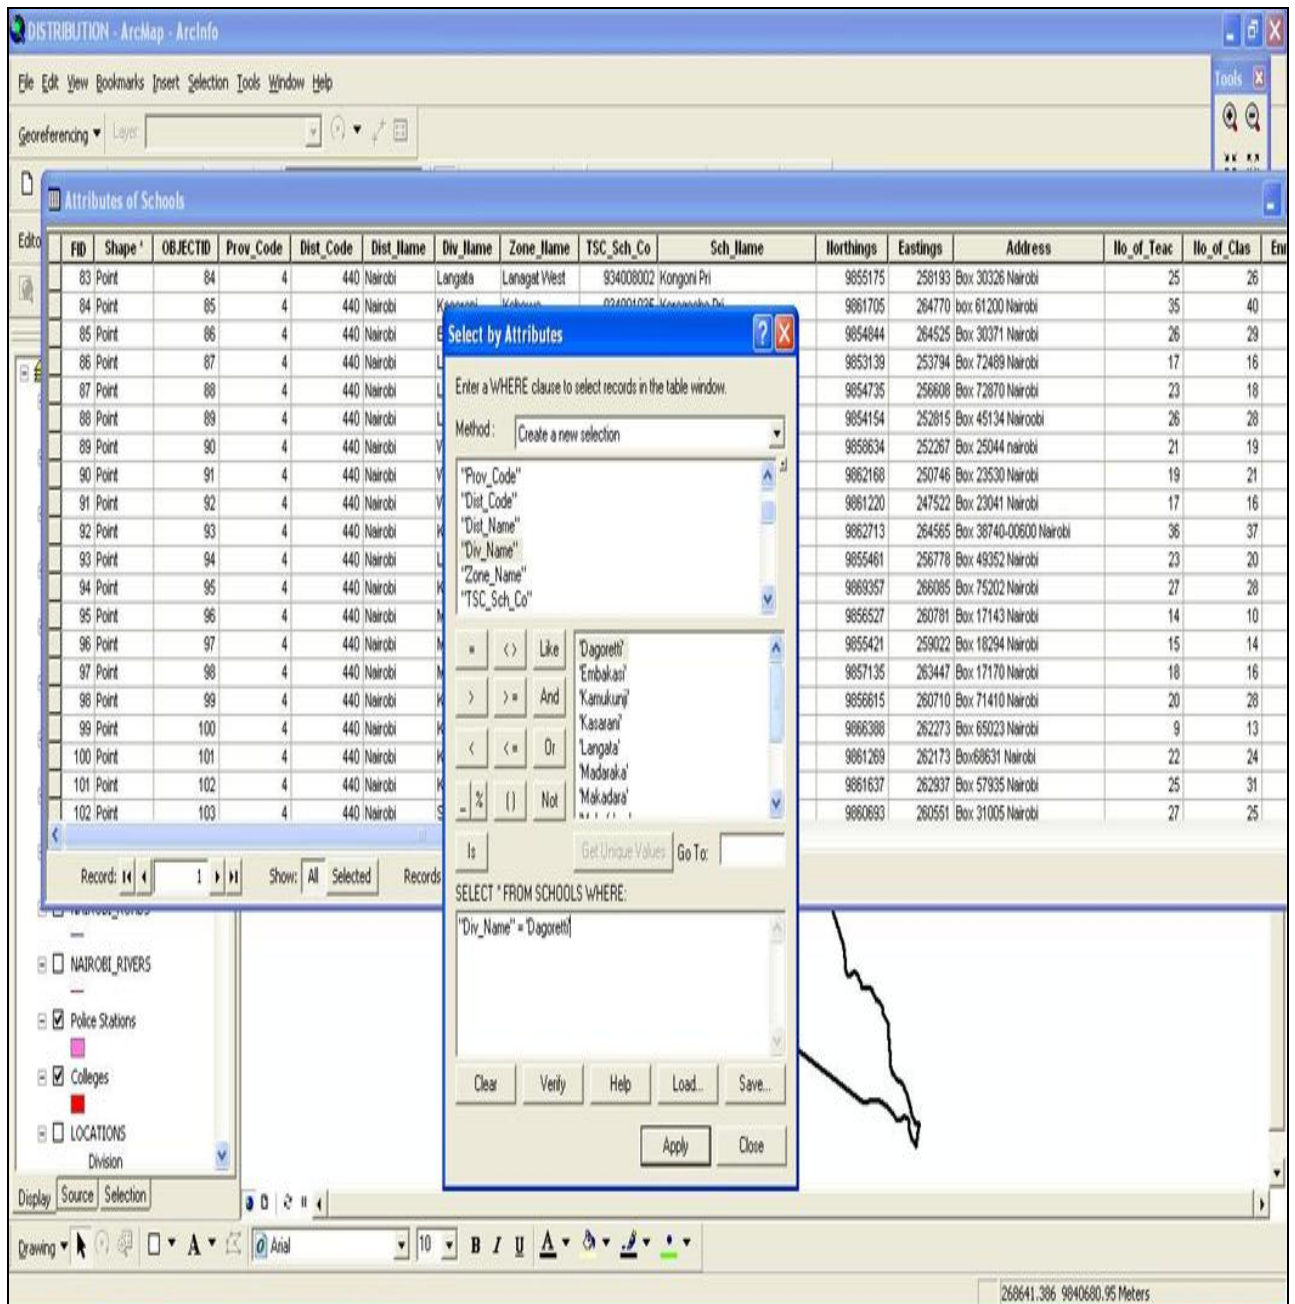 DISTRIBUTION - ArcMap - ArcInfo
File Edit View Bookmarks Insert Selection Tools Window Help
Tools
Georeferencing Layer:
Attributes of Schools
Edito
FID Shape * OBJECTID Prov_Code Dist_Code Dist_Name Div_Name Zone_Name TSC_Sch_Co Sch_Name Northings Eastings Address No_of_Teac No_of_Clas Enr
83 Point 84 4 440 Nairobi Langata Lanagat West 934008002 Kongoni Pri 9855175 258193 Box 30326 Nairobi 25 26
84 Point 85 4 440 Nairobi 9861705 264770 box 61200 Nairobi 35 40
85 Point 86 4 440 Nairobi E 9854844 264525 Box 30371 Nairobi 26 29
86 Point 87 4 440 Nairobi L 9853139 253794 Box 72489 Nairobi 17 16
87 Point 88 4 440 Nairobi L 9854735 256608 Box 72870 Nairobi 23 18
88 Point 89 4 440 Nairobi L 9854154 252815 Box 45134 Nairoobi 26 28
89 Point 90 4 440 Nairobi V 9858634 252267 Box 25044 nairobi 21 19
90 Point 91 4 440 Nairobi V 9862168 250746 Box 23530 Nairobi 19 21
91 Point 92 4 440 Nairobi V 9861220 247522 Box 23041 Nairobi 17 16
92 Point 93 4 440 Nairobi K 9862713 264565 Box 38740-00600 Nairobi 36 37
93 Point 94 4 440 Nairobi L 9855461 256778 Box 49352 Nairobi 23 20
94 Point 95 4 440 Nairobi K 9869357 266085 Box 75202 Nairobi 27 28
95 Point 96 4 440 Nairobi M 9856527 260781 Box 17143 Nairobi 14 10
96 Point 97 4 440 Nairobi M 9855421 259022 Box 18294 Nairobi 15 14
97 Point 98 4 440 Nairobi M 9857135 263447 Box 17170 Nairobi 18 16
98 Point 99 4 440 Nairobi K 9856615 260710 Box 71410 Nairobi 20 28
99 Point 100 4 440 Nairobi K 9866388 262273 Box 65023 Nairobi 9 13
100 Point 101 4 440 Nairobi K 9861269 262173 Box68631 Nairobi 22 24
101 Point 102 4 440 Nairobi K 9861637 262937 Box 57935 Nairobi 25 31
102 Point 103 4 440 Nairobi S 9860693 260551 Box 31005 Nairobi 27 25
Record: 1 Show: All Selected Records
Select by Attributes
Enter a WHERE clause to select records in the table window.
Method : Create a new selection
"Prov_Code"
"Dist_Code"
"Dist_Name"
"Div_Name"
"Zone_Name"
"TSC_Sch_Co"
= <> Like
> >= And
< <= Or
_ % () Not
Is
'Dagoretti'
'Embakasi'
'Kamukunji'
'Kasarani'
'Langata'
'Madaraka'
'Makadara'
Get Unique Values Go To:
SELECT * FROM SCHOOLS WHERE:
"Div_Name" = 'Dagoretti'
Clear Verify Help Load... Save...
Apply Close
NAIROBI_RIVERS
Police Stations
Colleges
LOCATIONS
Division
Display Source Selection
Drawing A Arial 10 B I U A
268641.386 9840680.95 Meters